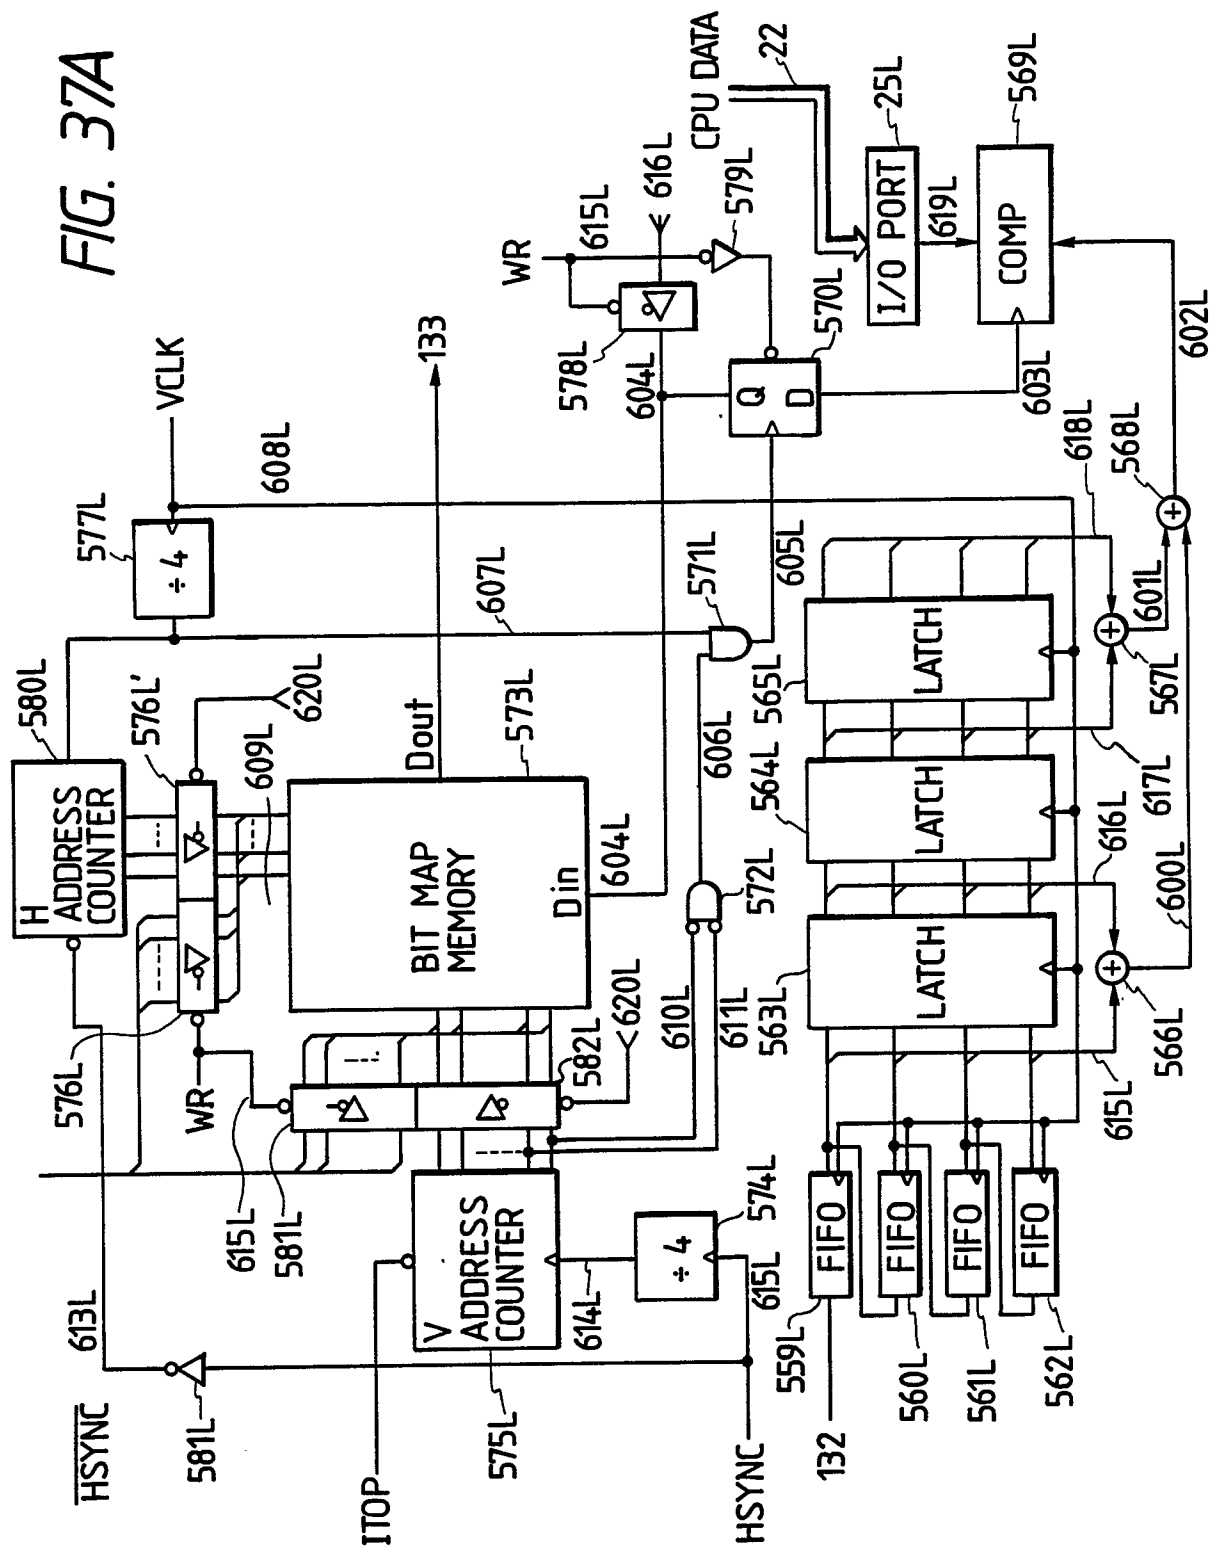 FIG. 37A
HSYNC
613L
581L
ITOP
575L
HSYNC
V ADDRESS
COUNTER
614L
÷ 4
574L
615L
576L
WR
615L
581L
582L
620L
610L
611L
H
ADDRESS
COUNTER
580L
576L'
609L
620L
BIT MAP
MEMORY
Dout
573L
Din
604L
572L
606L
577L
÷ 4
VCLK
608L
607L
571L
605L
133
578L
604L
WR
615L
616L
579L
Q
D
570L
603L
CPU DATA
22
I/O PORT
25L
619L
COMP
569L
602L
132
559L
FIFO
560L
FIFO
561L
FIFO
562L
FIFO
563L
LATCH
564L
LATCH
565L
LATCH
615L
566L
616L
600L
617L
567L
601L
618L
568L